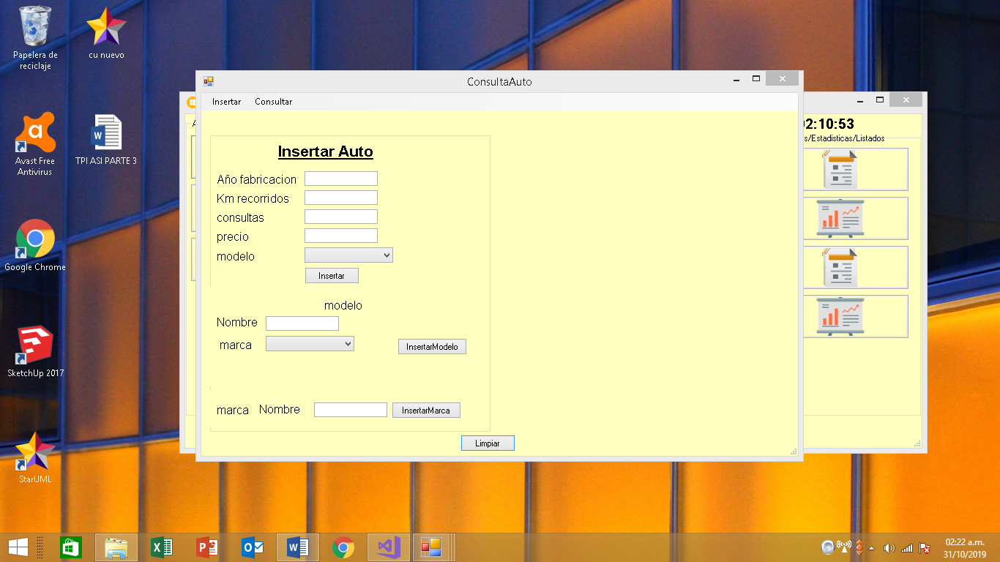 Papelera de
reciclaje
cu nuevo
Avast Free
Antivirus
TPI ASI PARTE 3
Google Chrome
SketchUp 2017
StarUML
ConsultaAuto
Insertar Consultar
Insertar Auto
Año fabricacion
Km recorridos
consultas
precio
modelo
Insertar
modelo
Nombre
marca
InsertarModelo
marca Nombre
InsertarMarca
Limpiar
A
2:10:53
s/Estadisticas/Listados
02:22 a.m.
31/10/2019